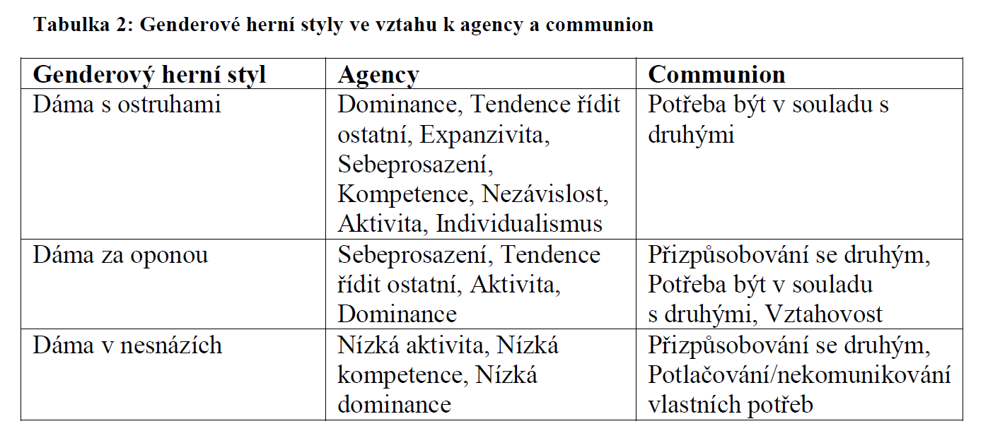 Tabulka 2: Genderové herní styly ve vztahu k agency a communion
Genderový herní styl Agency Communion
Dáma s ostruhami
Dominance, Tendence řídit
ostatní, Expanzivita,
Sebeprosazení,
Kompetence, Nezávislost,
Aktivita, Individualismus
Potřeba být v souladu s
druhými
Dáma za oponou
Sebeprosazení, Tendence
řídit ostatní, Aktivita,
Dominance
Přizpůsobování se druhým,
Potřeba být v souladu
s druhými, Vztahovost
Dáma v nesnázích
Nízká aktivita, Nízká
kompetence, Nízká
dominance
Přizpůsobování se druhým,
Potlačování/nekomunikování
vlastních potřeb